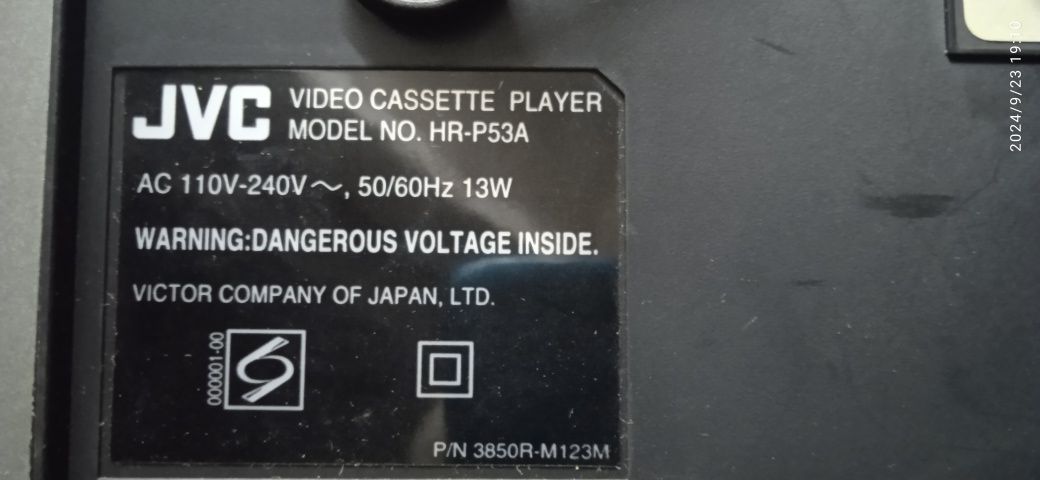 JVC VIDEO CASSETTE PLAYER
MODEL NO. HR-P53A
AC 110V-240V～, 50/60Hz 13W
WARNING:DANGEROUS VOLTAGE INSIDE.
VICTOR COMPANY OF JAPAN, LTD.
000001-00
P/N 3850R-M123M
2024/9/23 19:10